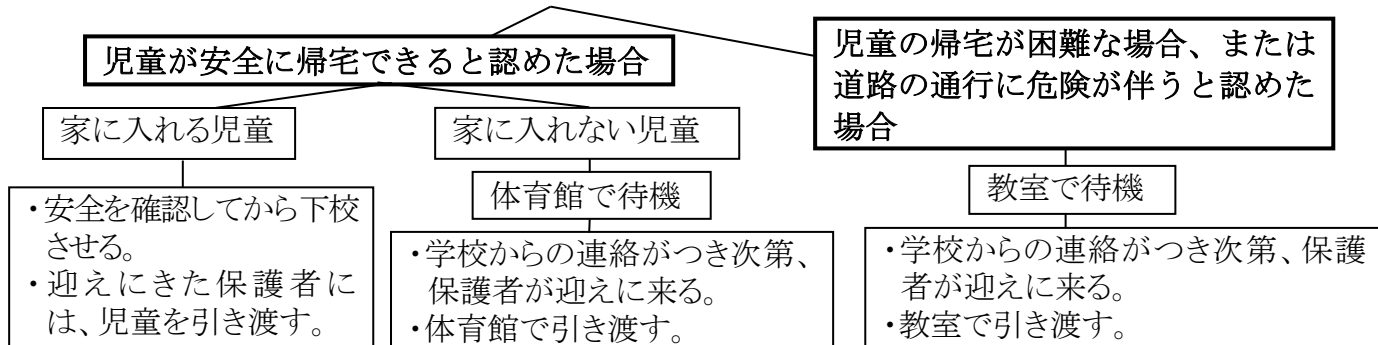 児童が安全に帰宅できると認めた場合
児童の帰宅が困難な場合、または
道路の通行に危険が伴うと認めた
場合
家に入れる児童
家に入れない児童
体育館で待機
教室で待機
・安全を確認してから下校
させる。
・迎えにきた保護者に
は、児童を引き渡す。
・学校からの連絡がつき次第、
保護者が迎えに来る。
・体育館で引き渡す。
・学校からの連絡がつき次第、保護
者が迎えに来る。
・教室で引き渡す。